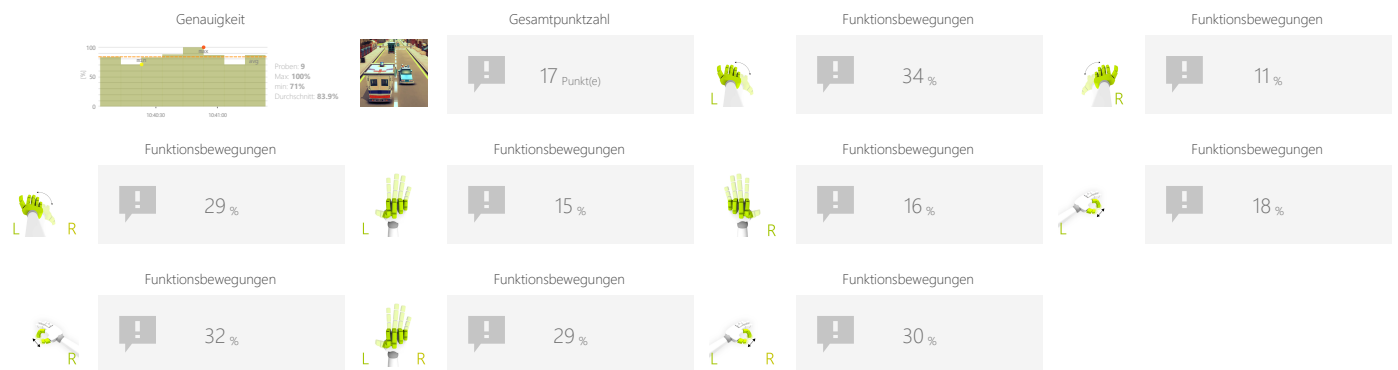 Genauigkeit
100
50
0
[%]
10:40:30
10:41:00
Proben: 9
Max: 100%
min: 71%
Durchschnitt: 83.9%
Gesamtpunktzahl
17 Punkt(e)
Funktionsbewegungen
L
34 %
Funktionsbewegungen
R
11 %
Funktionsbewegungen
L R
29 %
Funktionsbewegungen
L
15 %
Funktionsbewegungen
R
16 %
Funktionsbewegungen
L
18 %
Funktionsbewegungen
R
32 %
Funktionsbewegungen
L R
29 %
Funktionsbewegungen
L R
30 %